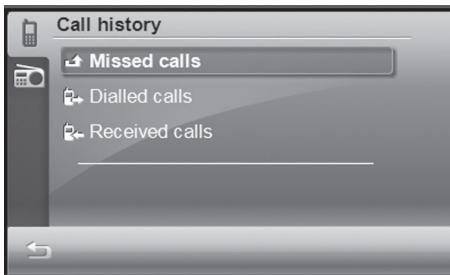 Call history
Missed calls
Dialled calls
Received calls